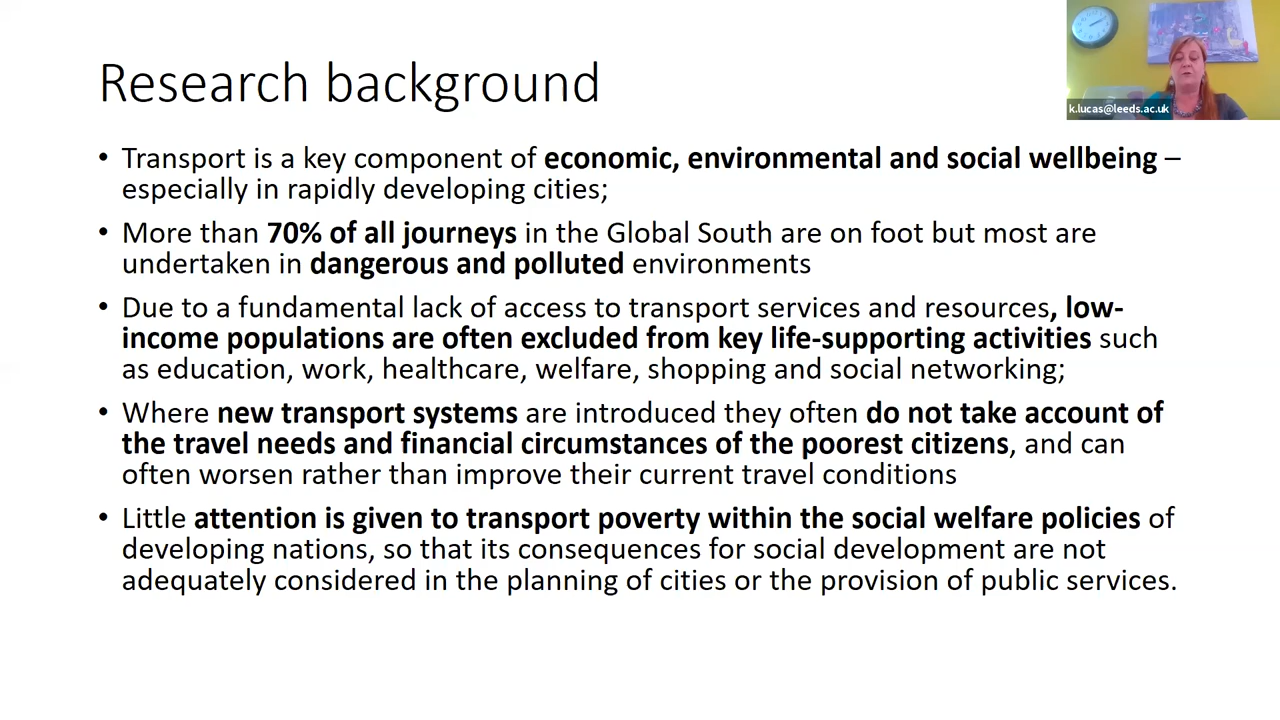 Research background
k.lucas@leeds.ac.uk
• Transport is a key component of economic, environmental and social wellbeing –
especially in rapidly developing cities;
• More than 70% of all journeys in the Global South are on foot but most are
undertaken in dangerous and polluted environments
• Due to a fundamental lack of access to transport services and resources, low-
income populations are often excluded from key life-supporting activities such
as education, work, healthcare, welfare, shopping and social networking;
• Where new transport systems are introduced they often do not take account of
the travel needs and financial circumstances of the poorest citizens, and can
often worsen rather than improve their current travel conditions
• Little attention is given to transport poverty within the social welfare policies of
developing nations, so that its consequences for social development are not
adequately considered in the planning of cities or the provision of public services.